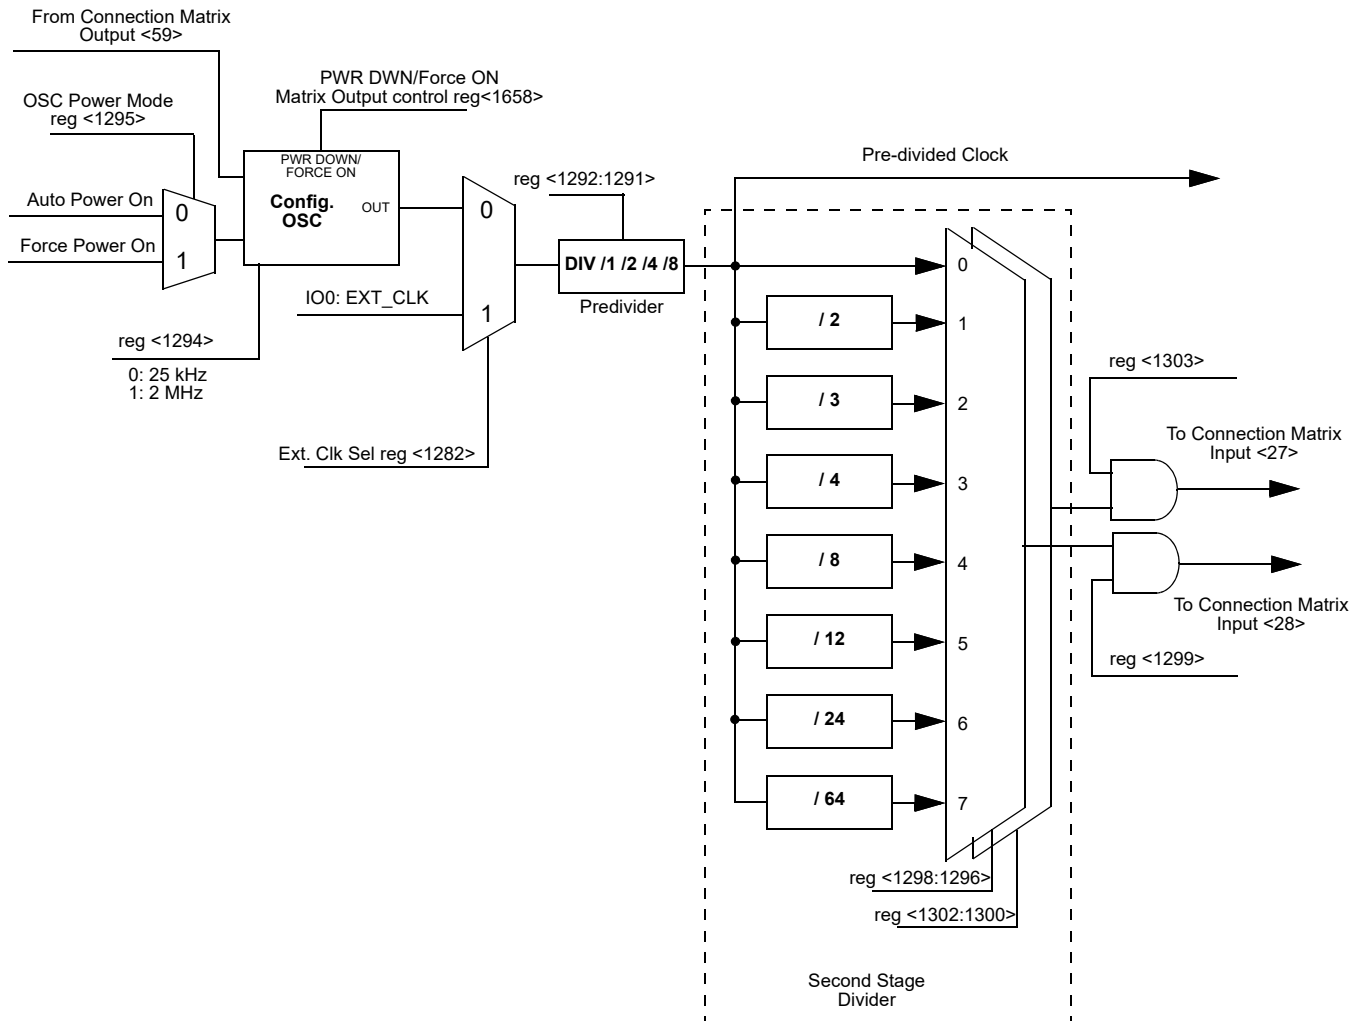 From Connection Matrix
Output <59>
PWR DWN/Force ON
Matrix Output control reg<1658>
OSC Power Mode
reg <1295>
PWR DOWN/
FORCE ON
Config.
OSC
OUT
Auto Power On
0
Force Power On
1
reg <1294>
0: 25 kHz
1: 2 MHz
0
IO0: EXT_CLK
1
Ext. Clk Sel reg <1282>
reg <1292:1291>
DIV /1 /2 /4 /8
Predivider
Pre-divided Clock
0
/ 2
1
/ 3
2
/ 4
3
/ 8
4
/ 12
5
/ 24
6
/ 64
7
reg <1298:1296>
reg <1302:1300>
Second Stage
Divider
reg <1303>
To Connection Matrix
Input <27>
To Connection Matrix
Input <28>
reg <1299>